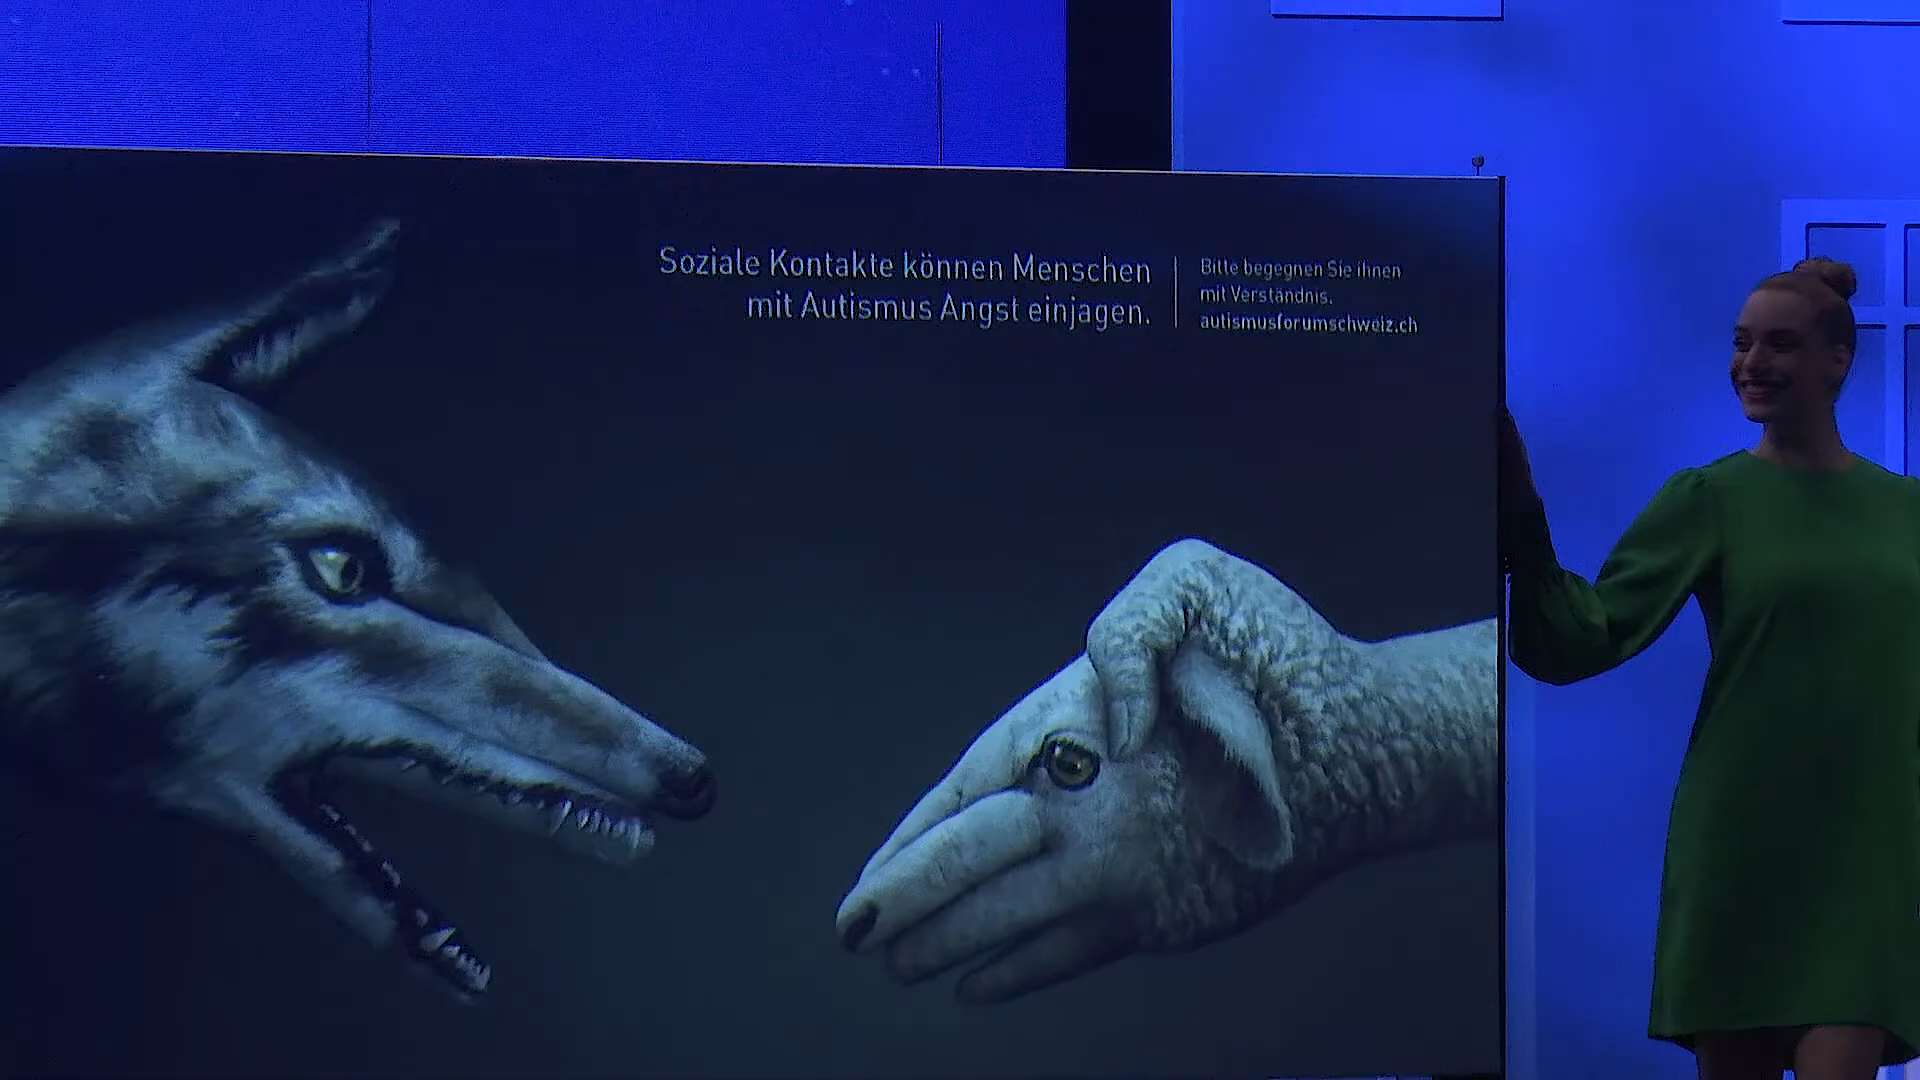 Soziale Kontakte können Menschen
mit Autismus Angst einjagen.
Bitte begegnen Sie ihnen
mit Verständnis.
autismusforumschweiz.ch